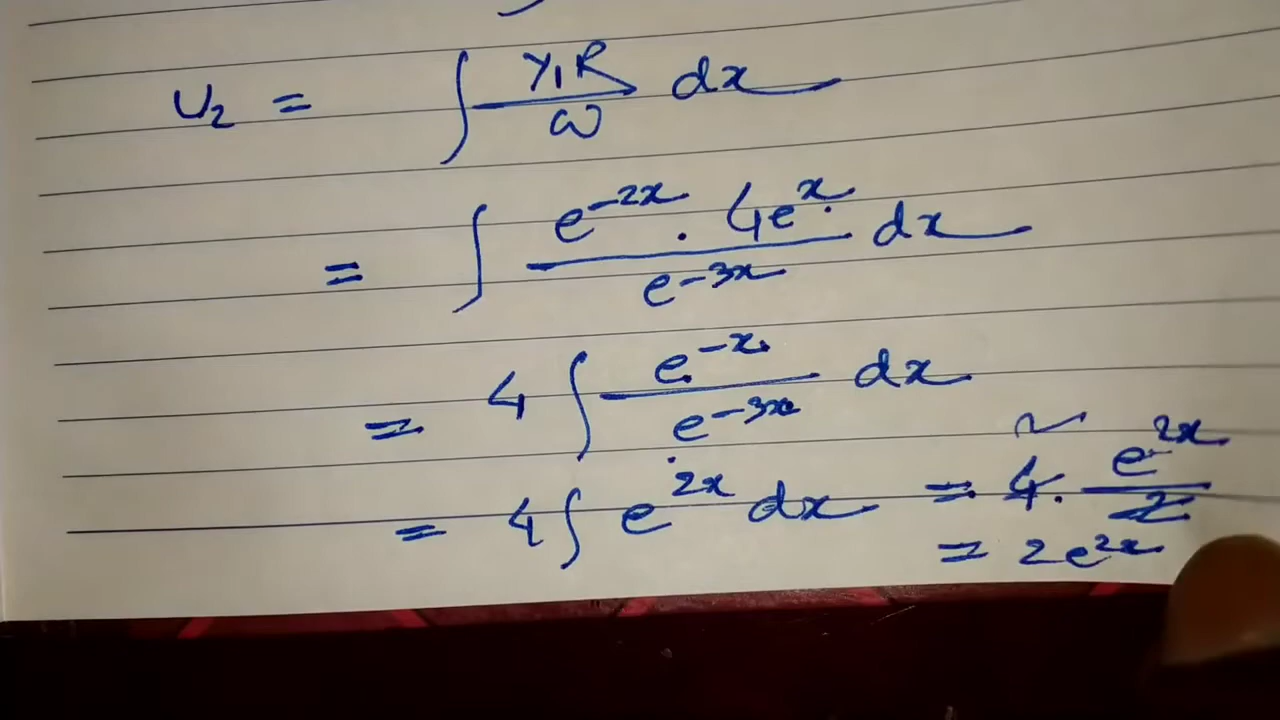 U₂ = ∫ y₁R / ω dx
= ∫ e^{-2x} · 4e^{x} / e^{-3x} dx
= 4 ∫ e^{-x} / e^{-3x} dx
= 4 ∫ e^{2x} dx = 4 · e^{2x} / 2
= 2e^{2x}